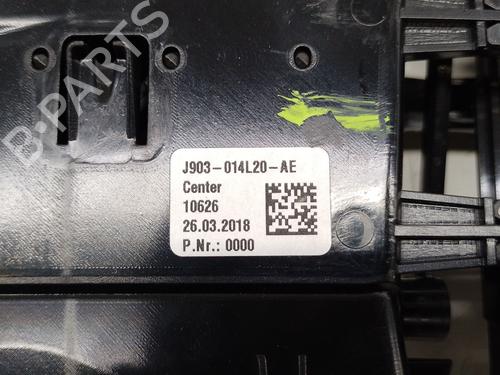 B-PARTS
J903-014L20-AE
Center
10626
26.03.2018
P.Nr.: 0000